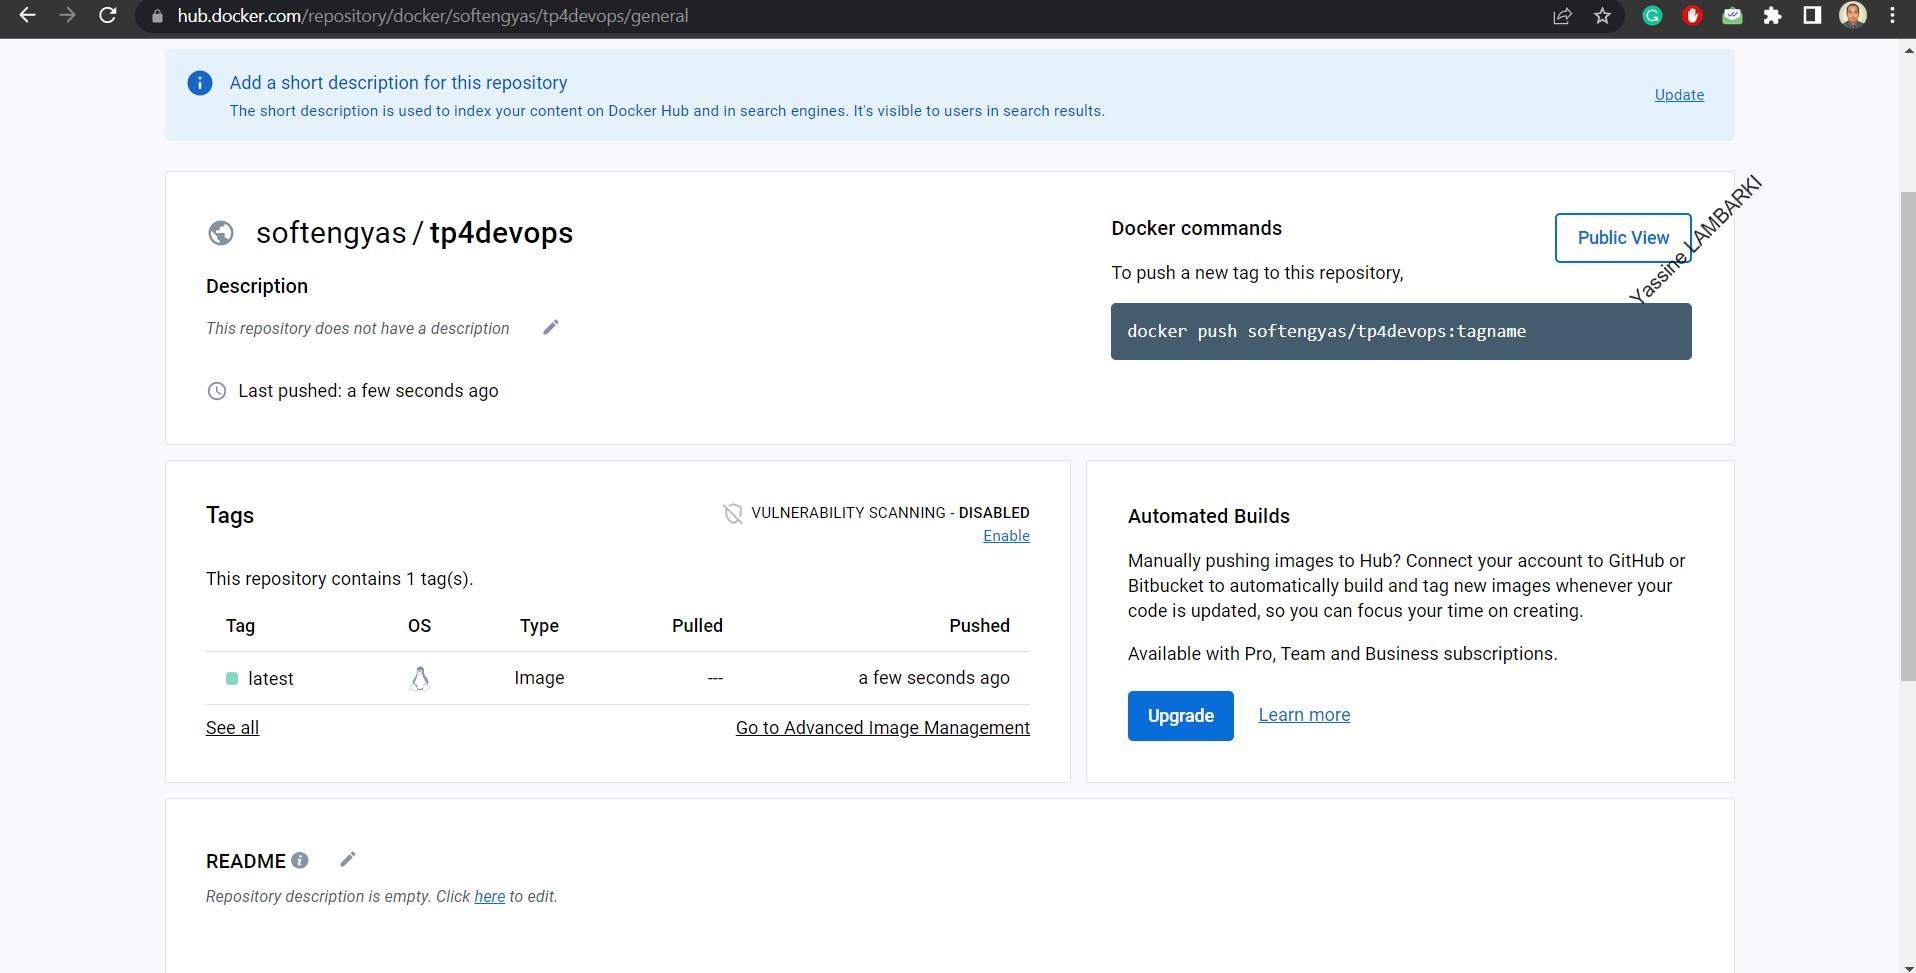 hub.docker.com/repository/docker/softengyas/tp4devops/general
Add a short description for this repository
The short description is used to index your content on Docker Hub and in search engines. It's visible to users in search results.
Update
softengyas / tp4devops
Description
This repository does not have a description
Last pushed: a few seconds ago
Docker commands
Public View
Yassine LAMBARKI
To push a new tag to this repository,
docker push softengyas/tp4devops:tagname
Tags
VULNERABILITY SCANNING - DISABLED
Enable
This repository contains 1 tag(s).
Tag OS Type Pulled Pushed
latest Image --- a few seconds ago
See all Go to Advanced Image Management
Automated Builds
Manually pushing images to Hub? Connect your account to GitHub or
Bitbucket to automatically build and tag new images whenever your
code is updated, so you can focus your time on creating.
Available with Pro, Team and Business subscriptions.
Upgrade Learn more
README
Repository description is empty. Click here to edit.